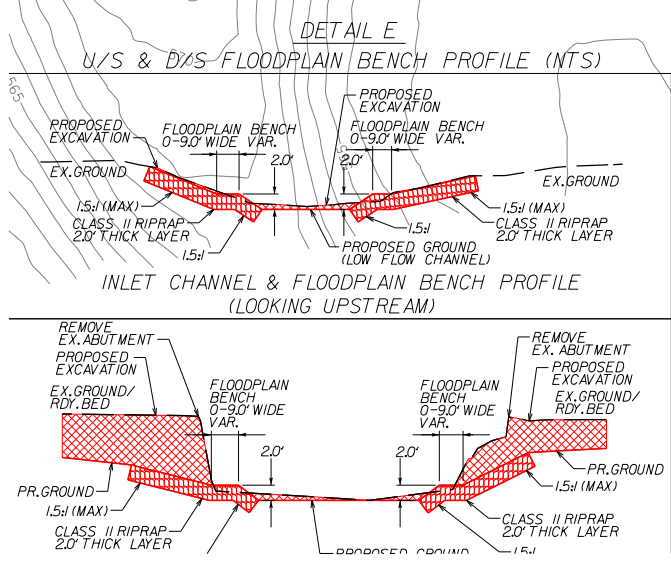 DETAIL E
U/S & D/S FLOODPLAIN BENCH PROFILE (NTS)
565
PROPOSED
EXCAVATION
FLOODPLAIN BENCH
0-9.0' WIDE VAR.
2.0'
PROPOSED
EXCAVATION
FLOODPLAIN BENCH
0-9.0' WIDE VAR.
2.0'
EX.GROUND
EX.GROUND
1.5:1 (MAX)
CLASS II RIPRAP
2.0' THICK LAYER
1.5:1
PROPOSED GROUND
(LOW FLOW CHANNEL)
1.5:1
1.5:1 (MAX)
CLASS II RIPRAP
2.0' THICK LAYER
INLET CHANNEL & FLOODPLAIN BENCH PROFILE
(LOOKING UPSTREAM)
REMOVE
EX. ABUTMENT
PROPOSED
EXCAVATION
EX.GROUND/
RDY.BED
FLOODPLAIN
BENCH
0-9.0' WIDE
VAR.
2.0'
FLOODPLAIN
BENCH
0-9.0' WIDE
VAR.
2.0'
REMOVE
EX. ABUTMENT
PROPOSED
EXCAVATION
EX.GROUND/
RDY.BED
PR.GROUND
1.5:1 (MAX)
CLASS II RIPRAP
2.0' THICK LAYER
PR.GROUND
1.5:1 (MAX)
CLASS II RIPRAP
2.0' THICK LAYER
PROPOSED GROUND
1.5:1